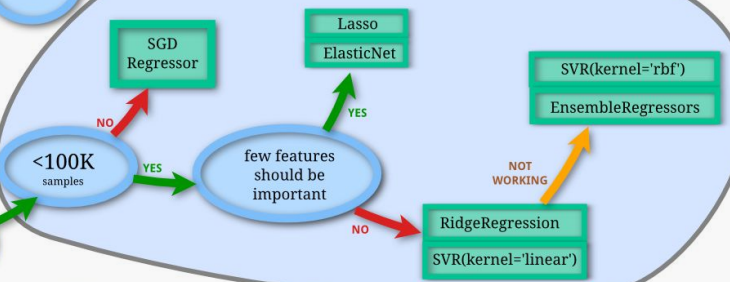 SGD
Regressor
NO
<100K
samples
YES
few features
should be
important
Lasso
ElasticNet
YES
NO
RidgeRegression
SVR(kernel='linear')
NOT
WORKING
SVR(kernel='rbf')
EnsembleRegressors